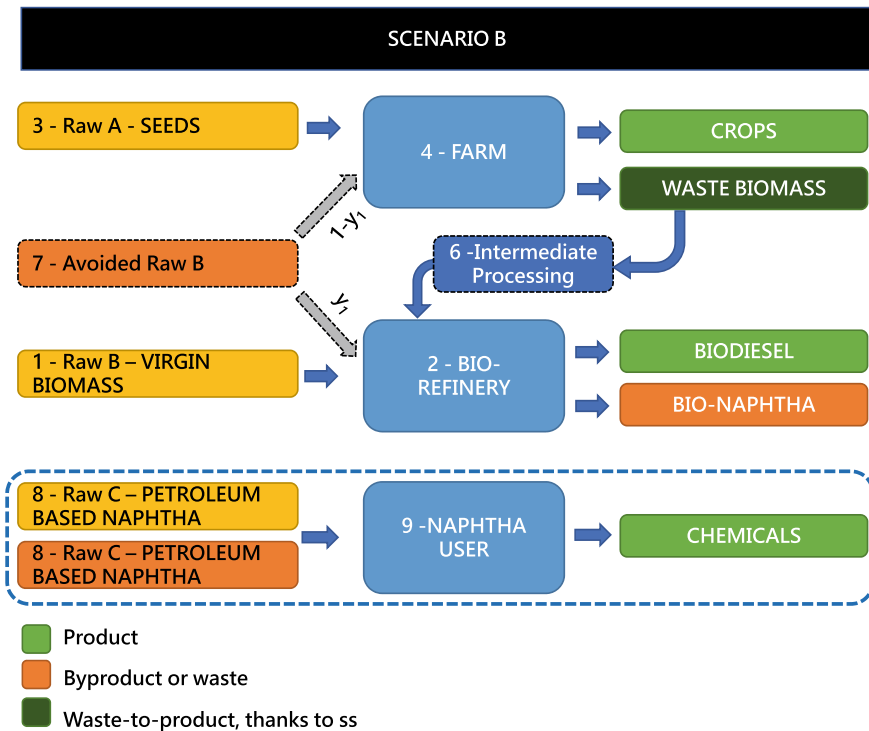 SCENARIO B
3 - Raw A - SEEDS
4 - FARM
CROPS
WASTE BIOMASS
1-y₁
7 - Avoided Raw B
6 -Intermediate
Processing
y₁
1 - Raw B – VIRGIN
BIOMASS
2 - BIO-
REFINERY
BIODIESEL
BIO-NAPHTHA
8 - Raw C – PETROLEUM
BASED NAPHTHA
8 - Raw C – PETROLEUM
BASED NAPHTHA
9 -NAPHTHA
USER
CHEMICALS
Product
Byproduct or waste
Waste-to-product, thanks to ss